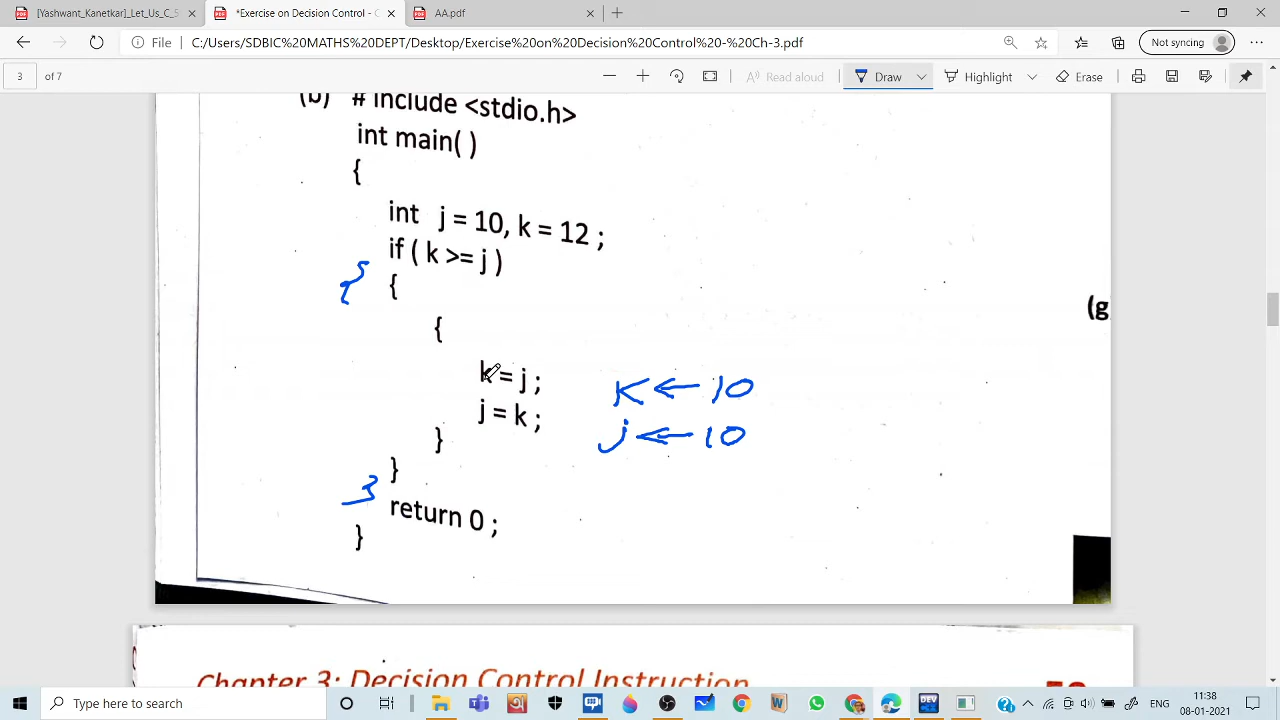 [Yashwant_Kanetkar]_Let_Us_C_5
*Exercise on Decision Control - C
AA.pdf
File
C:/Users/SDBIC%20MATHS%20DEPT/Desktop/Exercise%20on%20Decision%20Control%20-%20Ch-3.pdf
Not syncing
3 of 7
Read aloud
Draw
Highlight
Erase
(b) # include <stdio.h>
int main( )
{
int j = 10, k = 12 ;
if ( k >= j )
{ {
(g
{
k = j ; K ← 10
j = k ; j ← 10
}
}
}
return 0 ;
}
Chapter 3: Decision Control Instruction
Type here to search
DEV
ENG
11:38
08-01-2021